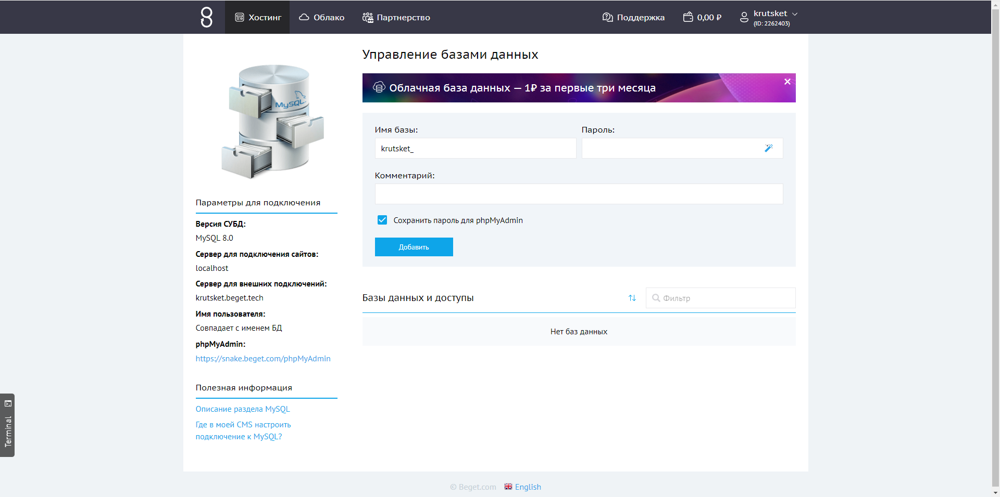 Хостинг
Облако
Партнерство
Поддержка
0,00 ₽
krutsket
(ID: 2262403)
MySQL
Параметры для подключения
Версия СУБД:
MySQL 8.0
Сервер для подключения сайтов:
localhost
Сервер для внешних подключений:
krutsket.beget.tech
Имя пользователя:
Совпадает с именем БД
phpMyAdmin:
https://snake.beget.com/phpMyAdmin
Полезная информация
Описание раздела MySQL
Где в моей CMS настроить
подключение к MySQL?
Управление базами данных
Облачная база данных — 1₽ за первые три месяца
Имя базы:
Пароль:
krutsket_
Комментарий:
Сохранить пароль для phpMyAdmin
Добавить
Базы данных и доступы
Фильтр
Нет баз данных
Terminal
© Beget.com
English